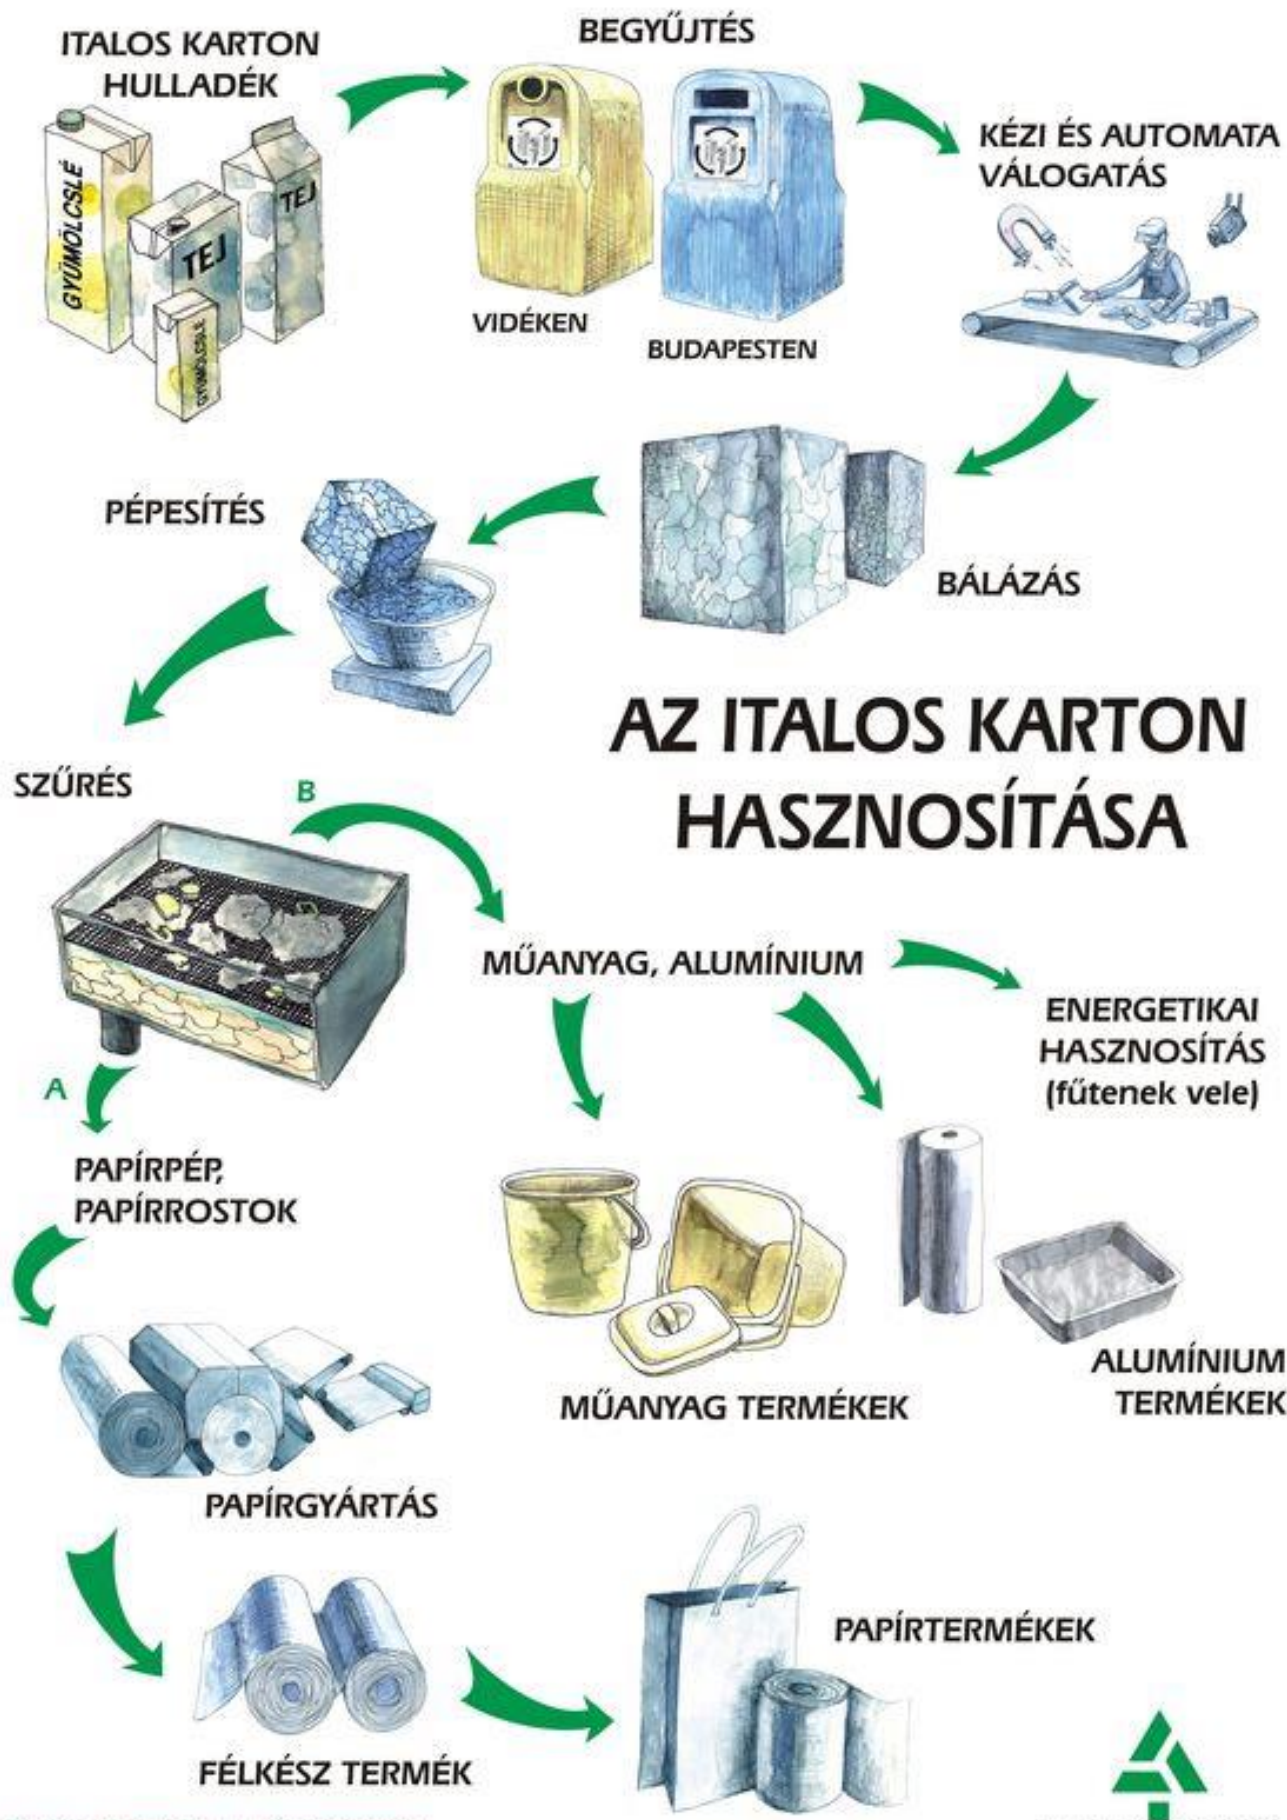 ITALOS KARTON
HULLADÉK
GYÜMÖLCSLÉ
TEJ
TEJ
GYÜMÖLCSLÉ
BEGYŰJTÉS
VIDÉKEN
BUDAPESTEN
KÉZI ÉS AUTOMATA
VÁLOGATÁS
BÁLÁZÁS
PÉPESÍTÉS
AZ ITALOS KARTON
HASZNOSÍTÁSA
SZŰRÉS
B
MŰANYAG, ALUMÍNIUM
ENERGETIKAI
HASZNOSÍTÁS
(fűtenek vele)
A
PAPÍRPÉP,
PAPÍRROSTOK
MŰANYAG TERMÉKEK
ALUMÍNIUM
TERMÉKEK
PAPÍRGYÁRTÁS
FÉLKÉSZ TERMÉK
PAPÍRTERMÉKEK